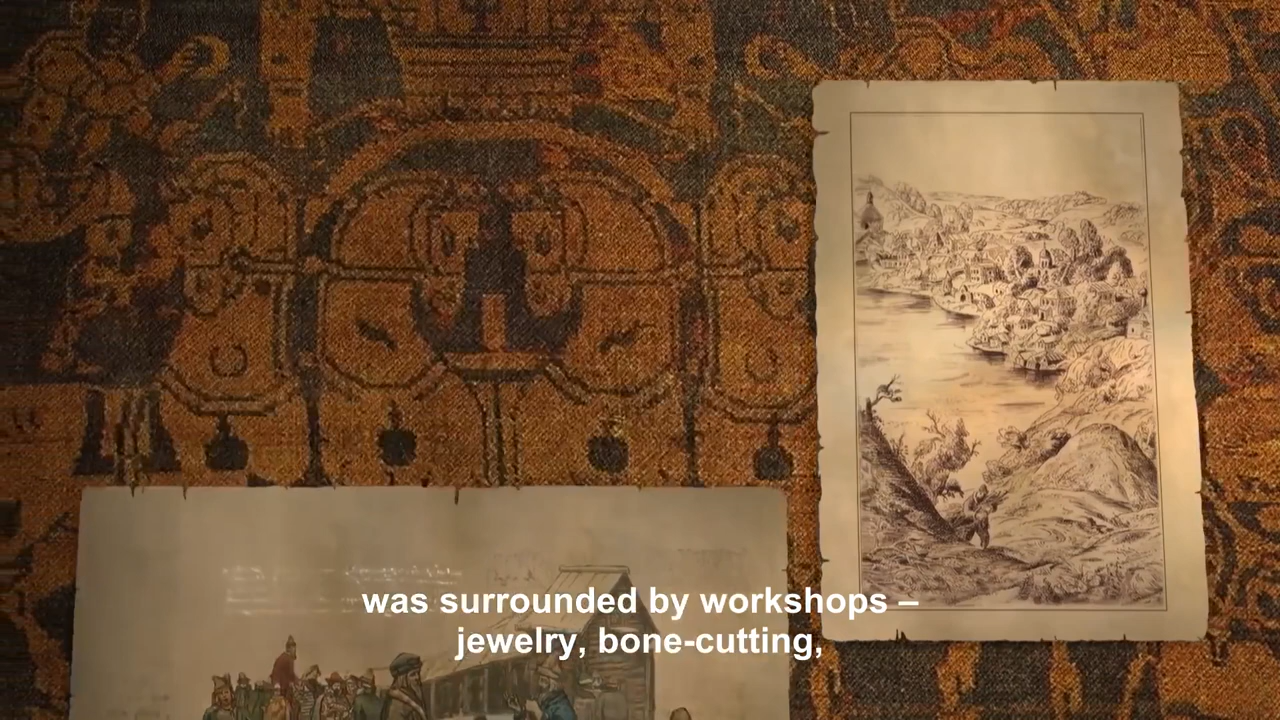 was surrounded by workshops –
jewelry, bone-cutting,